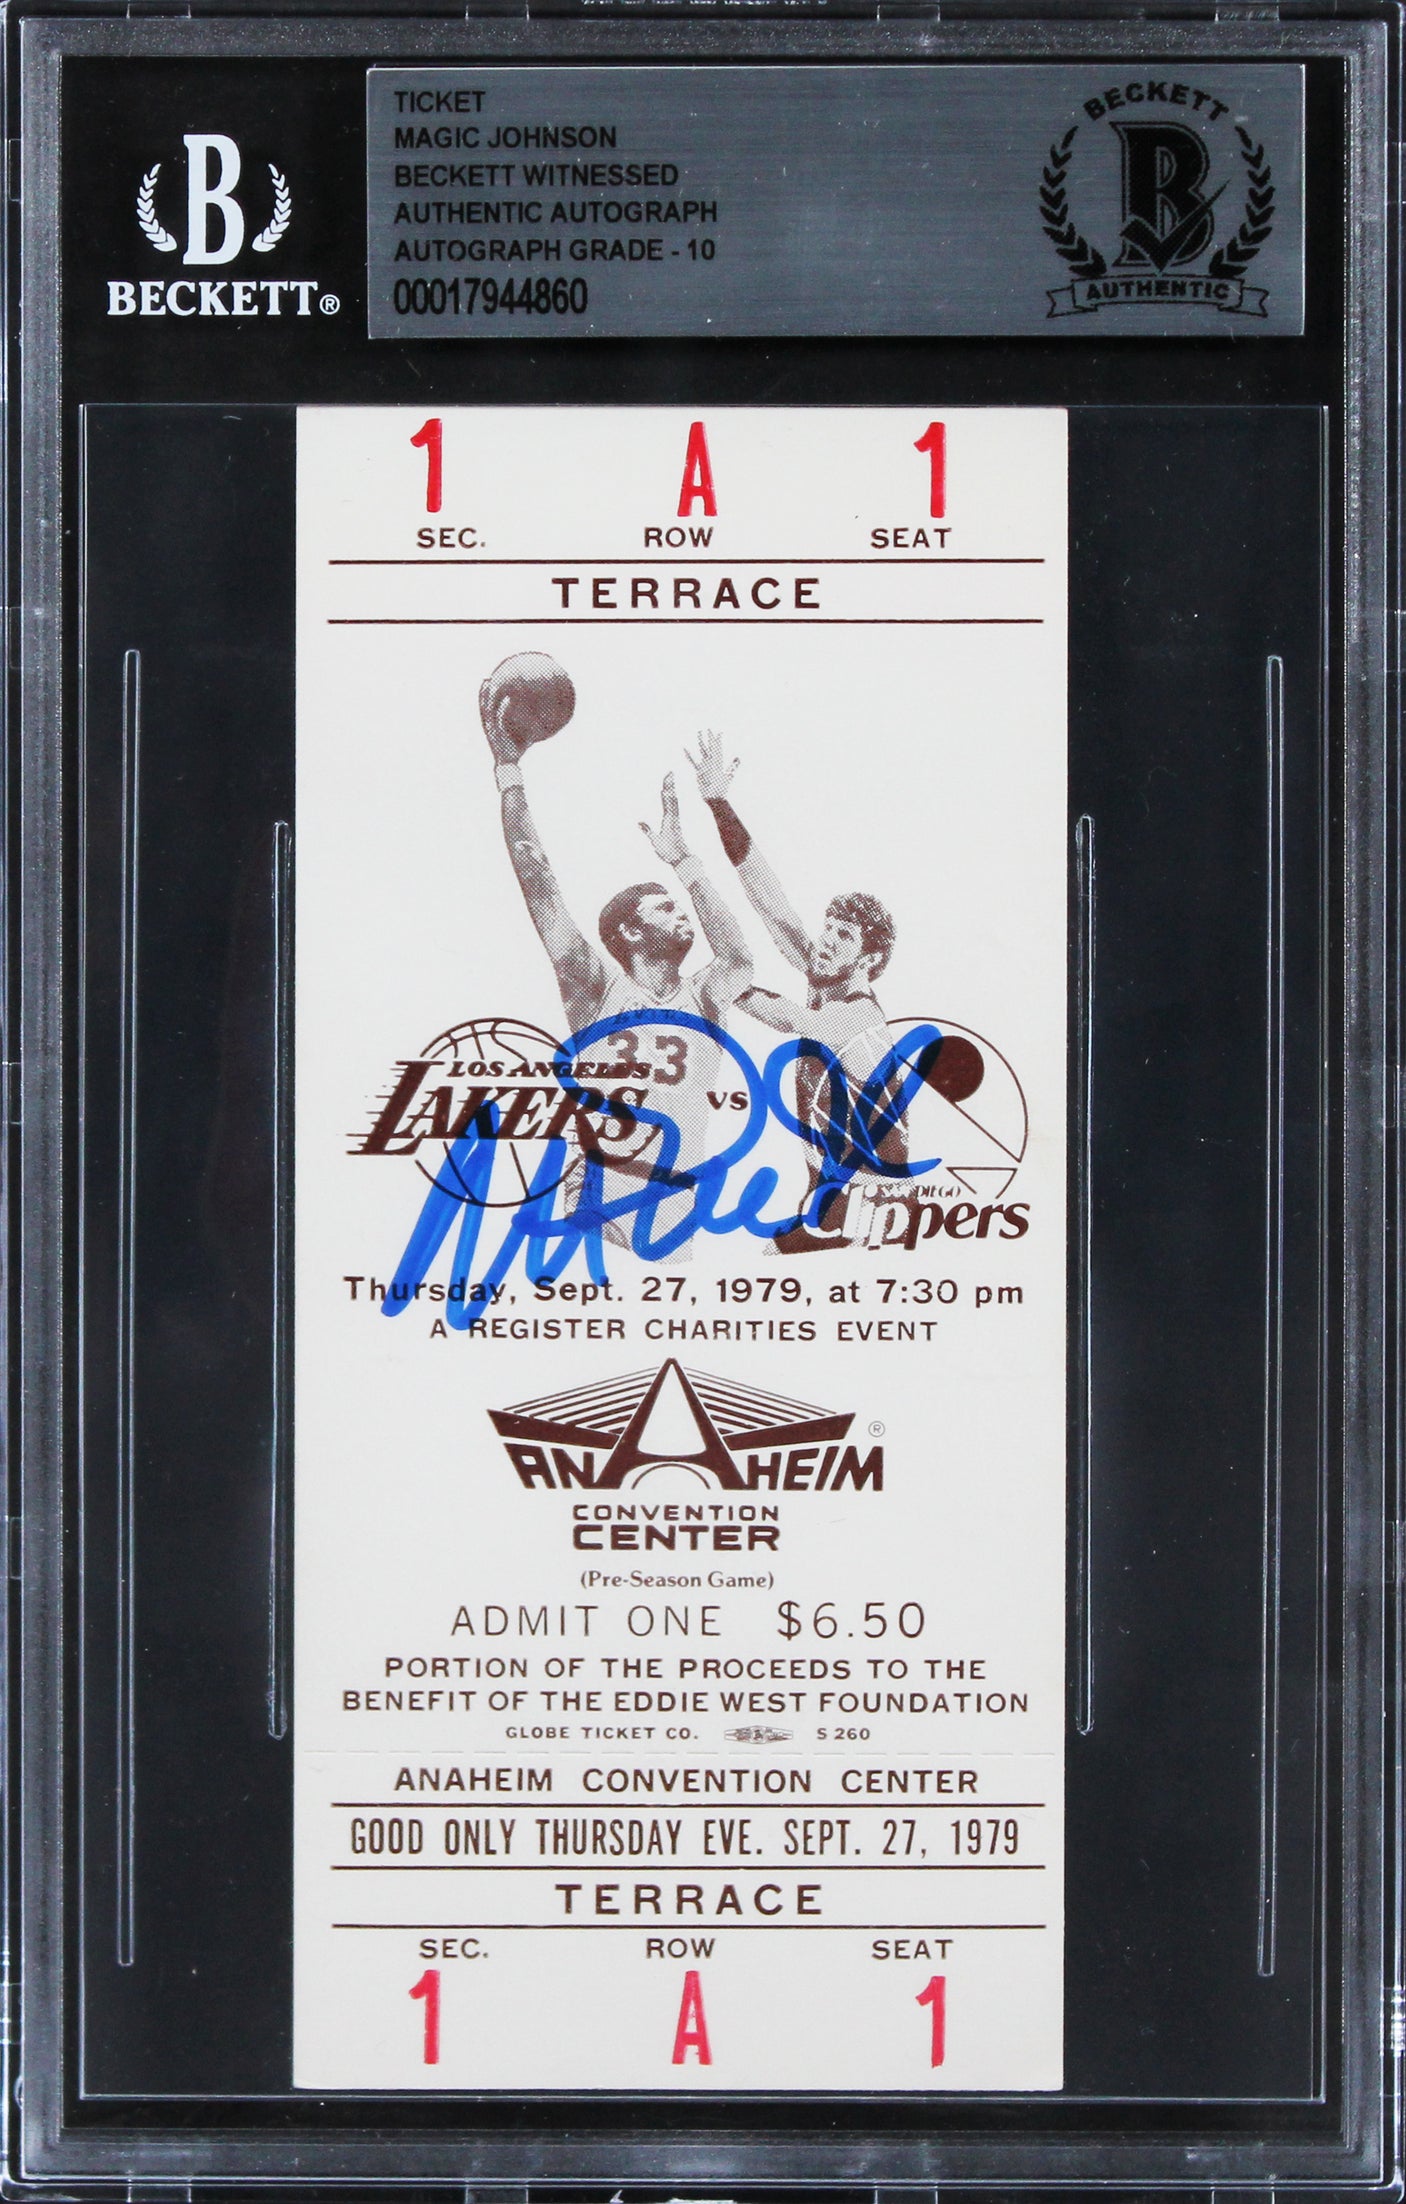 TICKET
MAGIC JOHNSON
BECKETT WITNESSED
AUTHENTIC AUTOGRAPH
AUTOGRAPH GRADE - 10
00017944860
B
BECKETT®
BECKETT
B
AUTHENTIC
1 A 1
SEC. ROW SEAT
TERRACE
33
LOS ANGELES
LAKERS
vs
SAN DIEGO
Clippers
Thursday, Sept. 27, 1979, at 7:30 pm
A REGISTER CHARITIES EVENT
ANAHEIM®
CONVENTION
CENTER
(Pre-Season Game)
ADMIT ONE $6.50
PORTION OF THE PROCEEDS TO THE
BENEFIT OF THE EDDIE WEST FOUNDATION
GLOBE TICKET CO. S 260
ANAHEIM CONVENTION CENTER
GOOD ONLY THURSDAY EVE. SEPT. 27, 1979
TERRACE
SEC. ROW SEAT
1 A 1